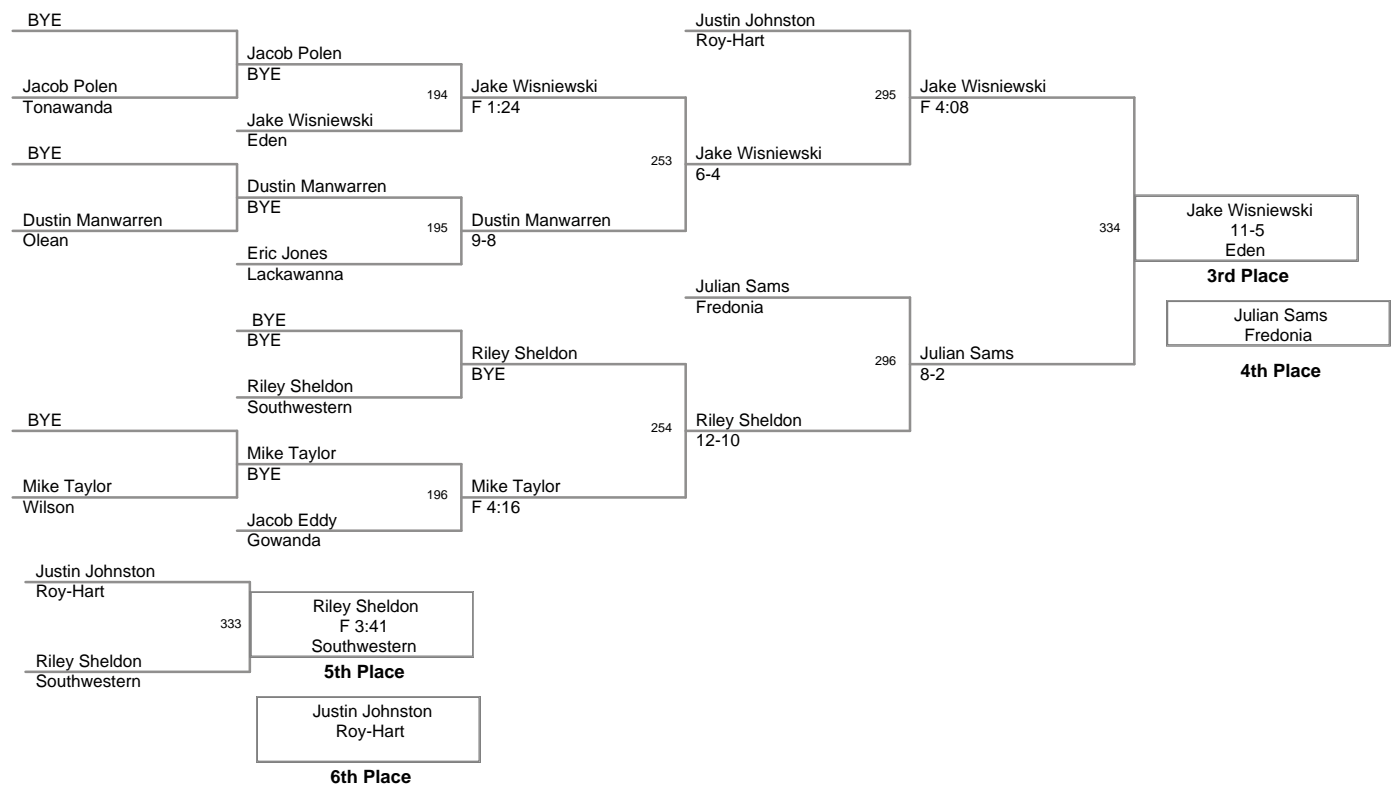 BYE
Jacob Polen
Tonawanda
BYE
Dustin Manwarren
Olean
BYE
Mike Taylor
Wilson
Jacob Polen
BYE
194
Jake Wisniewski
Eden
Dustin Manwarren
BYE
195
Eric Jones
Lackawanna
BYE
BYE
Riley Sheldon
Southwestern
Mike Taylor
BYE
196
Jacob Eddy
Gowanda
Jake Wisniewski
F 1:24
253
Dustin Manwarren
9-8
Riley Sheldon
BYE
254
Mike Taylor
F 4:16
Justin Johnston
Roy-Hart
295
Jake Wisniewski
6-4
Julian Sams
Fredonia
296
Riley Sheldon
12-10
Jake Wisniewski
F 4:08
334
Julian Sams
8-2
Jake Wisniewski
11-5
Eden
3rd Place
Julian Sams
Fredonia
4th Place
Justin Johnston
Roy-Hart
333
Riley Sheldon
Southwestern
Riley Sheldon
F 3:41
Southwestern
5th Place
Justin Johnston
Roy-Hart
6th Place